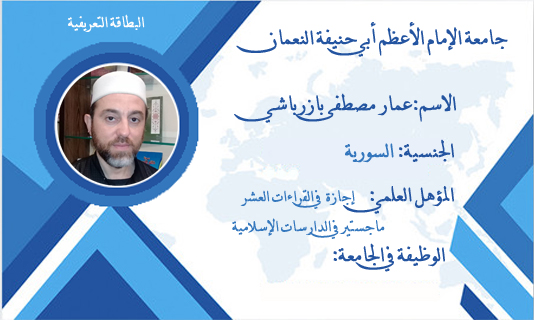 البطاقة التعريفية
جامعة الإمام الأعظم أبي حنيفة النعمان
الاسم: عمار مصطفى بازرباشي
الجنسية: السورية
المؤهل العلمي: إجازة في القراءات العشر
ماجستير في الدارسات الإسلامية
الوظيفة في الجامعة: